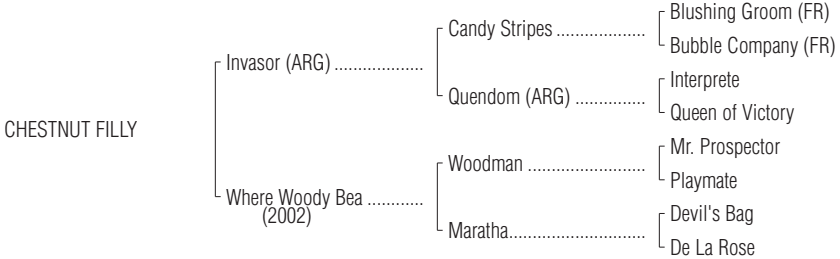 Blushing Groom (FR)
Candy Stripes ....................
Bubble Company (FR)
Invasor (ARG) ....................
Interprete
Quendom (ARG) ................
Queen of Victory
CHESTNUT FILLY
Mr. Prospector
Woodman ..........................
Playmate
Where Woody Bea ............
(2002)
Devil's Bag
Maratha..............................
De La Rose